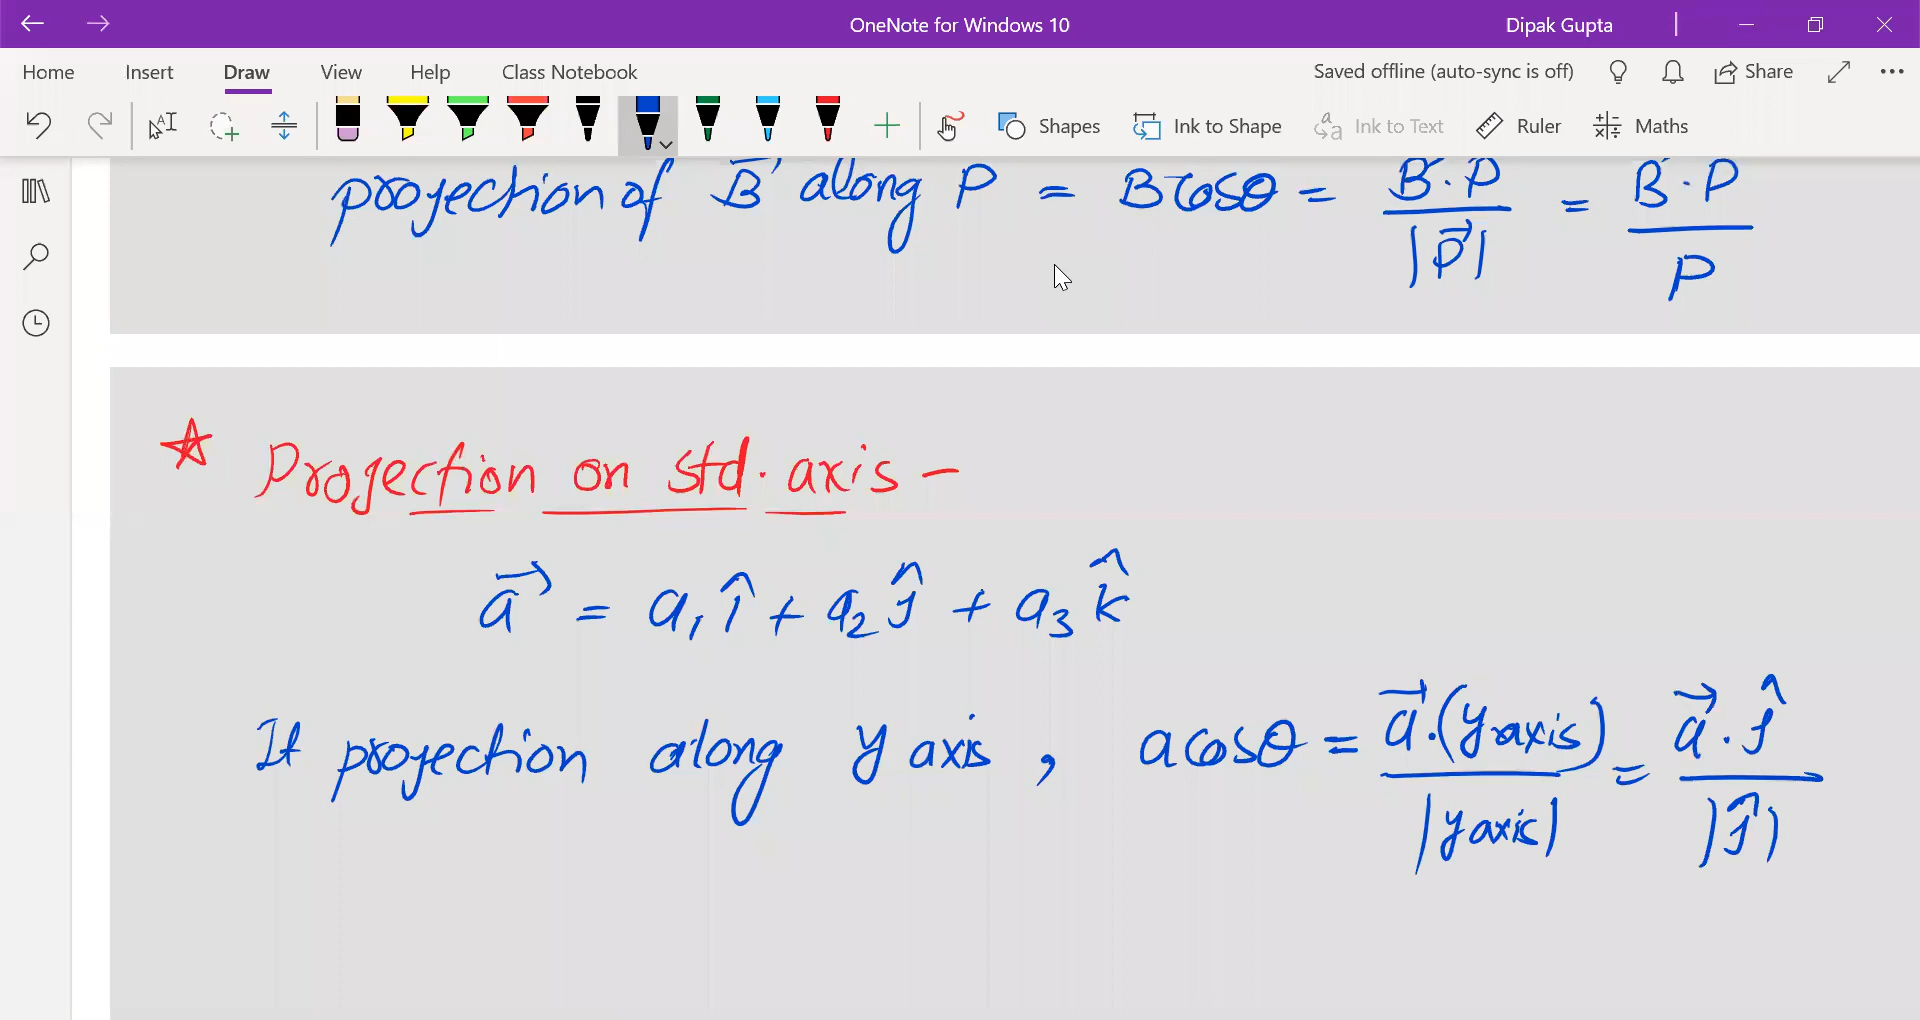 OneNote for Windows 10
Dipak Gupta
Home Insert Draw View Help Class Notebook
Saved offline (auto-sync is off) Share
Shapes Ink to Shape Ink to Text Ruler Maths
projection of B⃗ along P = B cosθ = B·P / |P⃗| = B·P / P
☆ Projection on std. axis –
a⃗ = a₁ î + a₂ ĵ + a₃ k̂
If projection along y axis , a cosθ = a⃗·(y axis) / |y axis| = a⃗·ĵ / |ĵ|